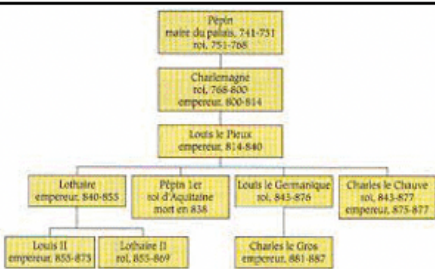 Pépin
maire du palais, 741-751
roi, 751-768
Charlemagne
roi, 768-800
empereur, 800-814
Louis le Pieux
empereur, 814-840
Lothaire
empereur, 840-855
Pépin 1er
roi d'Aquitaine
mort en 838
Louis le Germanique
roi, 843-876
Charles le Chauve
roi, 843-877
empereur, 875-877
Louis II
empereur, 855-875
Lothaire II
roi, 855-869
Charles le Gros
empereur, 881-887